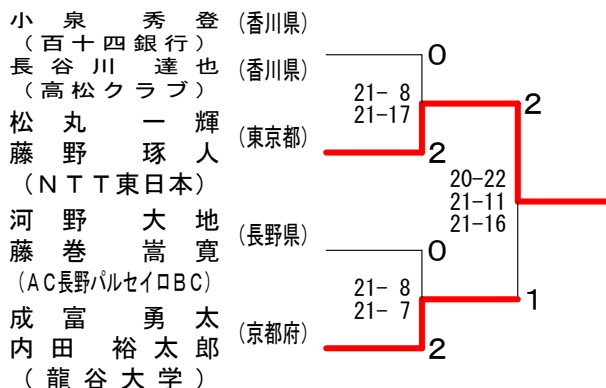 小泉秀登 (香川県)
(百十四銀行)
長谷川達也 (香川県)
(高松クラブ)
0
21- 8
21-17
2
松丸一輝
藤野琢人
(東京都)
(NTT東日本)
2
20-22
21-11
21-16
河野大地
藤巻嵩寛
(長野県)
(AC長野パルセイロBC)
0
21- 8
21- 7
1
成富勇太
内田裕太郎
(京都府)
(龍谷大学)
2